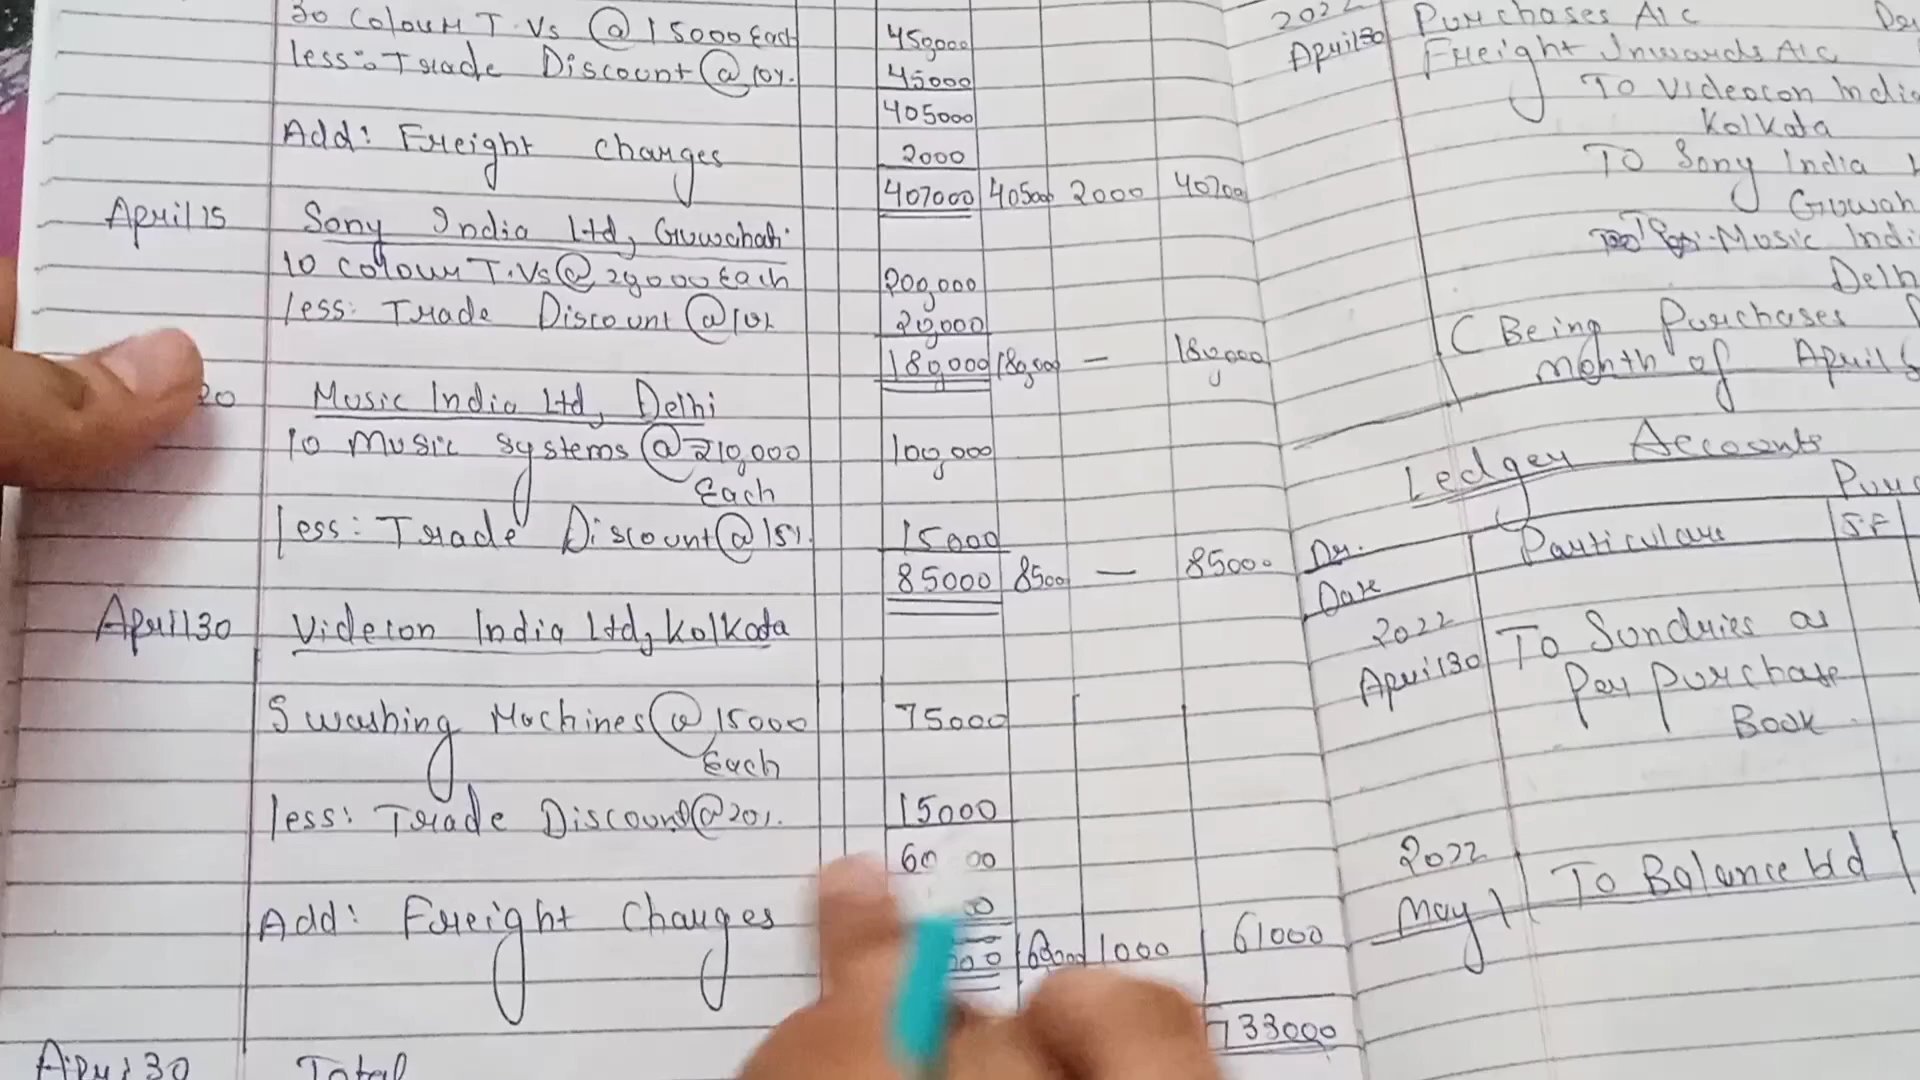 30 Colour T.Vs @ 15000 Each 450000
less:- Trade Discount @ 10%. 45000
405000
Add: Freight charges 2000
407000 405000 2000 407000
April 15 Sony India Ltd, Guwahati
10 colour T.Vs @ 20000 Each 200,000
less: Trade Discount @ 10% 20,000
180,000 180,000 — 180,000
20 Music India Ltd, Delhi
10 Music Systems @ ₹10,000 100,000
Each
less: Trade Discount @ 15%. 15000
85000 8500 — 85000
April 30 Videcon India Ltd, Kolkata
5 washing Machines @ 15000 75000
Each
less: Trade Discount @ 20%. 15000
Add: Freight Charges
60000 1000 61000
733000
April 30 Total
2022 Purchases A/c
April 30 Freight Inwards A/C
To Videocon India
Kolkata
To Sony India
To Music Indi
Delh
( Being Purchases
month of April
Ledger Accounts
Dr.
Date Particulars J.F
2022
April 30 To Sundries as
Per Purchase
Book
2022
May 1 To Balance b/d